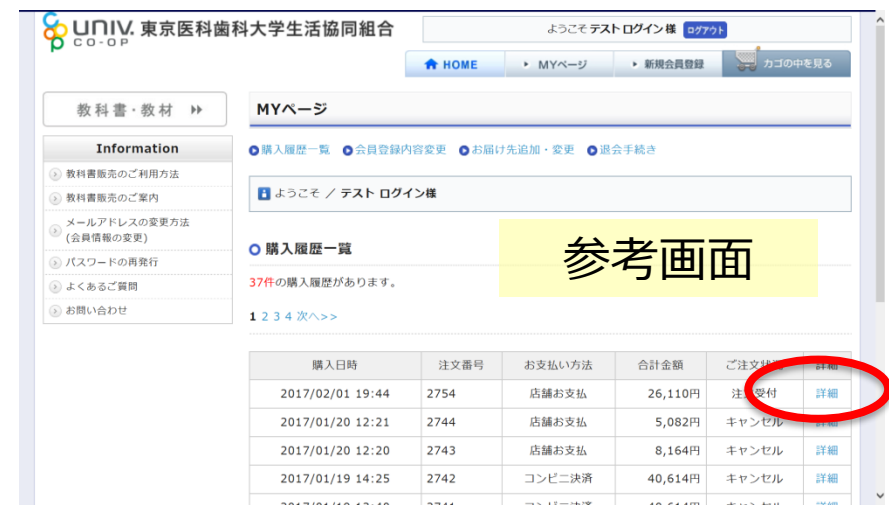 UNIV. 東京医科歯科大学生活協同組合
CO-OP
ようこそ テスト ログイン 様 ログアウト
HOME
MYページ
新規会員登録
カゴの中を見る
教科書・教材
Information
教科書販売のご利用方法
教科書販売のご案内
メールアドレスの変更方法
(会員情報の変更)
パスワードの再発行
よくあるご質問
お問い合わせ
MYページ
購入履歴一覧 会員登録内容変更 お届け先追加・変更 退会手続き
ようこそ / テスト ログイン様
購入履歴一覧
参考画面
37件の購入履歴があります。
1 2 3 4 次へ>>
購入日時 注文番号 お支払い方法 合計金額 ご注文状況 詳細
2017/02/01 19:44 2754 店舗お支払 26,110円 注文受付 詳細
2017/01/20 12:21 2744 店舗お支払 5,082円 キャンセル 詳細
2017/01/20 12:20 2743 店舗お支払 8,164円 キャンセル 詳細
2017/01/19 14:25 2742 コンビニ決済 40,614円 キャンセル 詳細